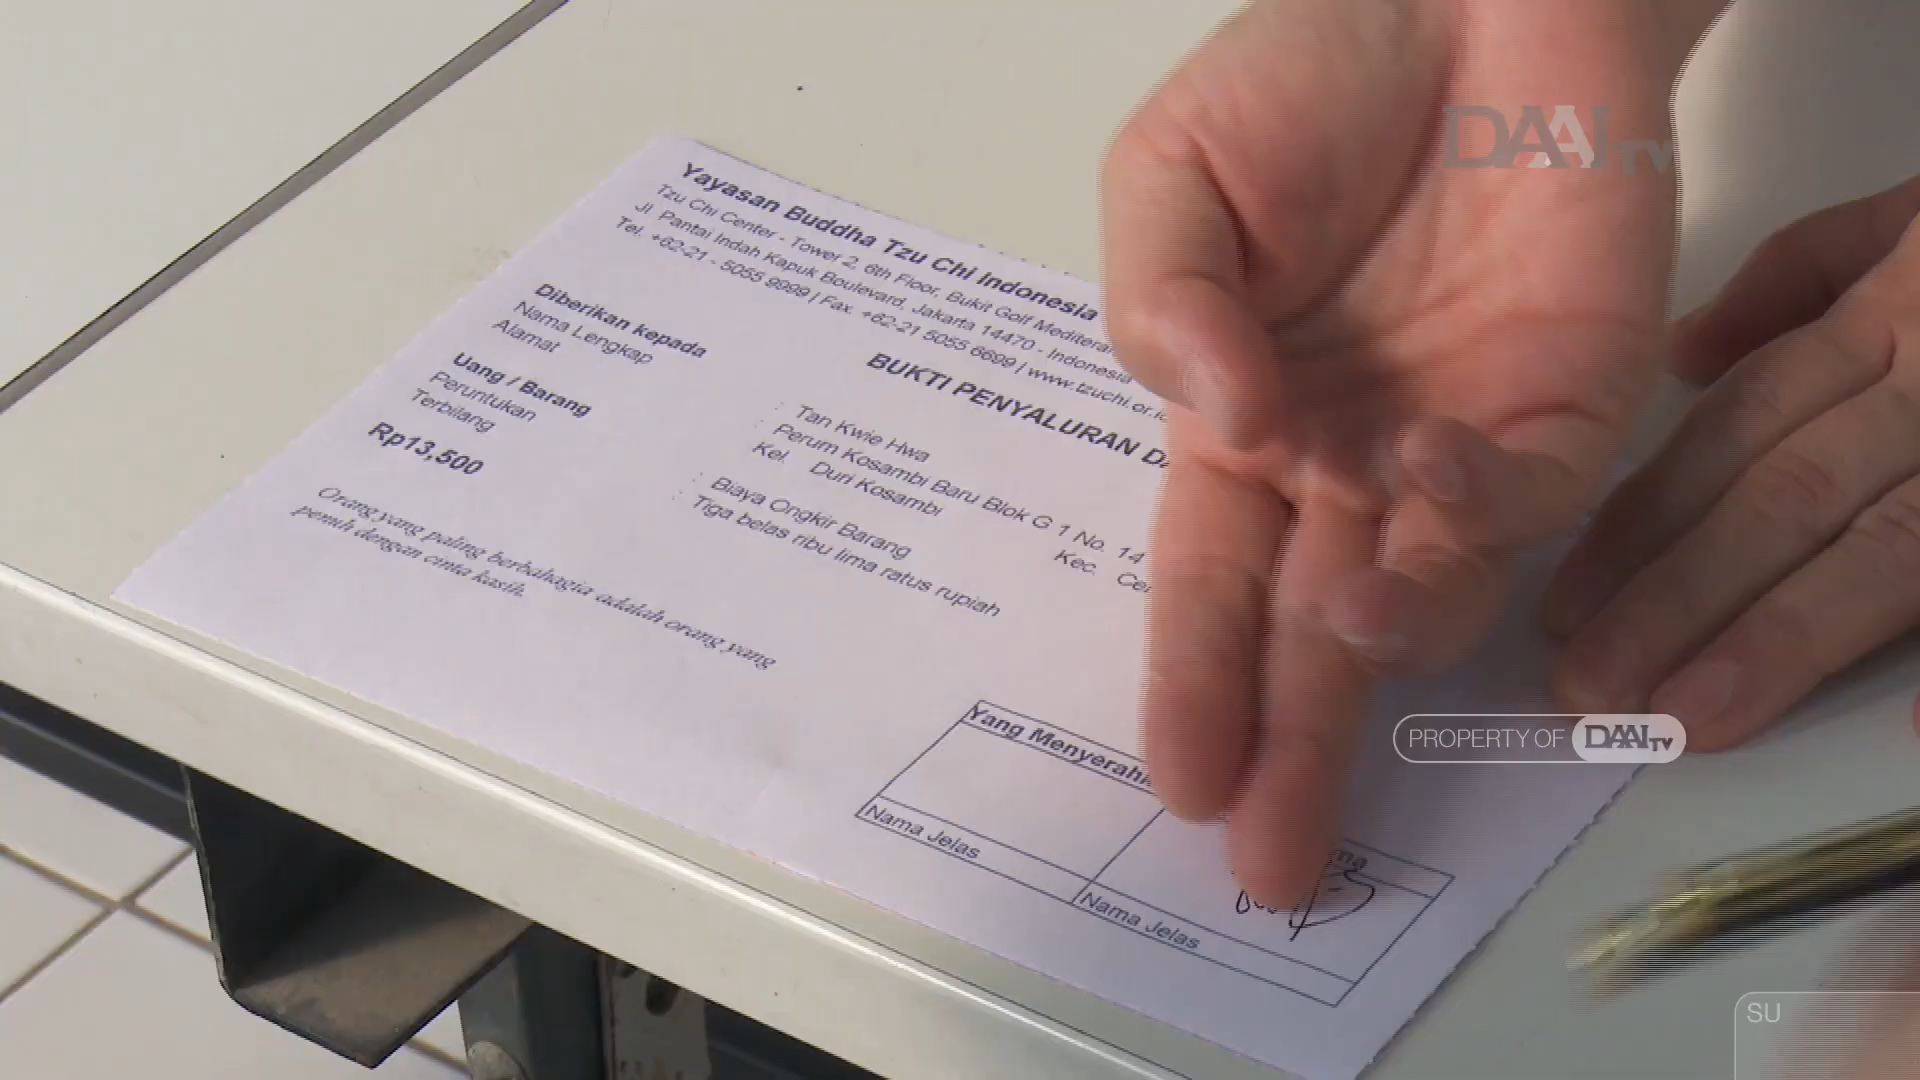 DAAI TV
Yayasan Buddha Tzu Chi Indonesia
Tzu Chi Center - Tower 2, 6th Floor, Bukit Golf
Jl. Pantai Indah Kapuk Boulevard, Jakarta 14470 - Indonesia
Tel. +62-21 - 5055 9999 | Fax. +62-21 5055 6699 | www.tzuchi.or.id
BUKTI PENYALURAN
Diberikan kepada
Nama Lengkap : Tan Kwie Hwa
Alamat : Perum Kosambi Baru Blok G 1 No. 14
Kel. Duri Kosambi Kec.
Uang / Barang
Peruntukan : Biaya Ongkir Barang
Terbilang : Tiga belas ribu lima ratus rupiah
Rp13,500
Orang yang paling berbahagia adalah orang yang
penuh dengan cinta kasih.
Yang
Nama Jelas
Nama Jelas
PROPERTY OF DAAI TV
SU